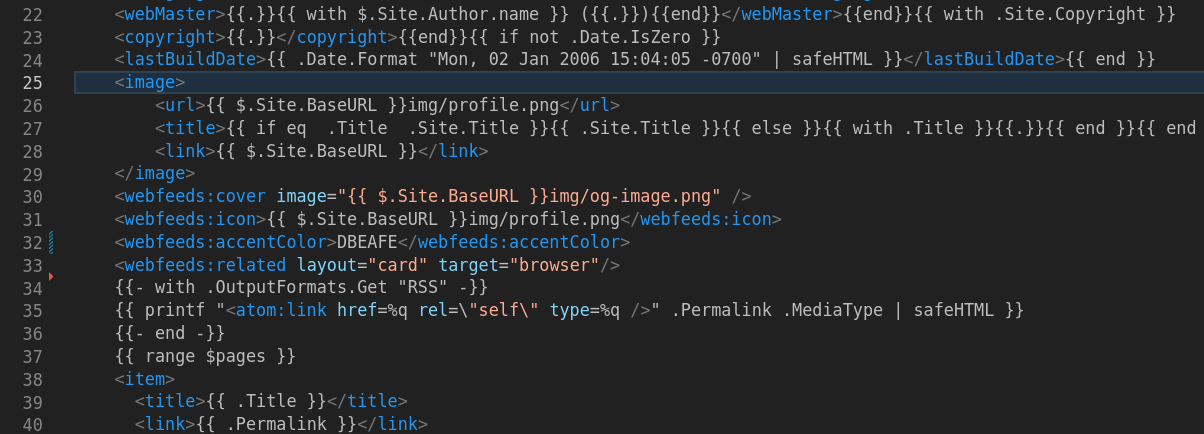 22 <webMaster>{{.}}{{ with $.Site.Author.name }} ({{.}}){{end}}</webMaster>{{end}}{{ with .Site.Copyright }}
23 <copyright>{{.}}</copyright>{{end}}{{ if not .Date.IsZero }}
24 <lastBuildDate>{{ .Date.Format "Mon, 02 Jan 2006 15:04:05 -0700" | safeHTML }}</lastBuildDate>{{ end }}
25 <image>
26 <url>{{ $.Site.BaseURL }}img/profile.png</url>
27 <title>{{ if eq  .Title  .Site.Title }}{{ .Site.Title }}{{ else }}{{ with .Title }}{{.}}{{ end }}{{ end
28 <link>{{ $.Site.BaseURL }}</link>
29 </image>
30 <webfeeds:cover image="{{ $.Site.BaseURL }}img/og-image.png" />
31 <webfeeds:icon>{{ $.Site.BaseURL }}img/profile.png</webfeeds:icon>
32 <webfeeds:accentColor>DBEAFE</webfeeds:accentColor>
33 <webfeeds:related layout="card" target="browser"/>
34 {{- with .OutputFormats.Get "RSS" -}}
35 {{ printf "<atom:link href=%q rel=\"self\" type=%q />" .Permalink .MediaType | safeHTML }}
36 {{- end -}}
37 {{ range $pages }}
38 <item>
39 <title>{{ .Title }}</title>
40 <link>{{ .Permalink }}</link>